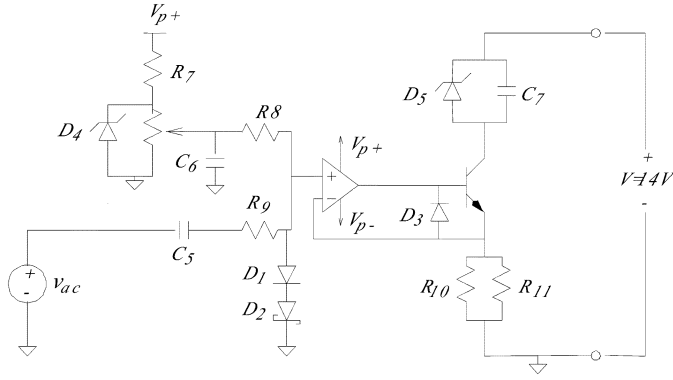 Vp+
R7
D4
C6
R8
R9
C5
vac
+
-
D1
D2
+
-
Vp+
Vp-
D3
D5
C7
R10
R11
+
V=14V
-